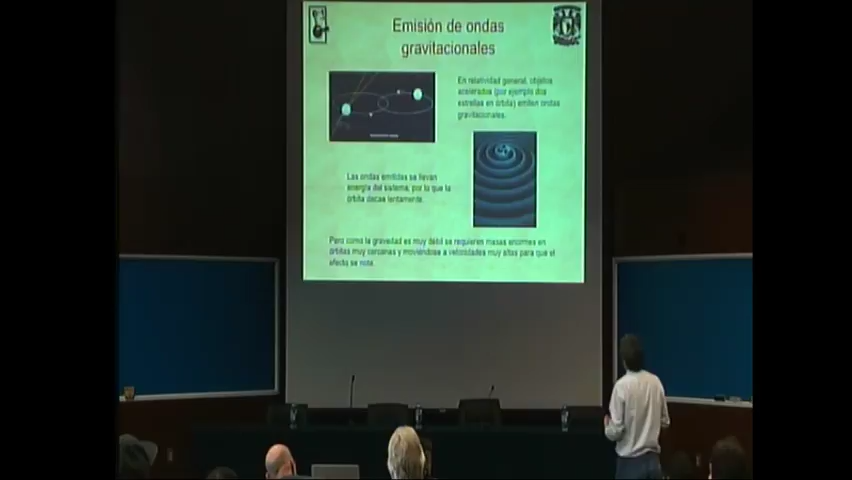 Emisión de ondas
gravitacionales
En relatividad general, objetos
acelerados (por ejemplo dos
estrellas en órbita) emiten ondas
gravitacionales.
Las ondas emitidas se llevan
energía del sistema, por lo que la
órbita decae lentamente.
Pero como la gravedad es muy débil se requieren masas enormes en
órbitas muy cercanas y moviéndose a velocidades muy altas para que el
efecto se note.